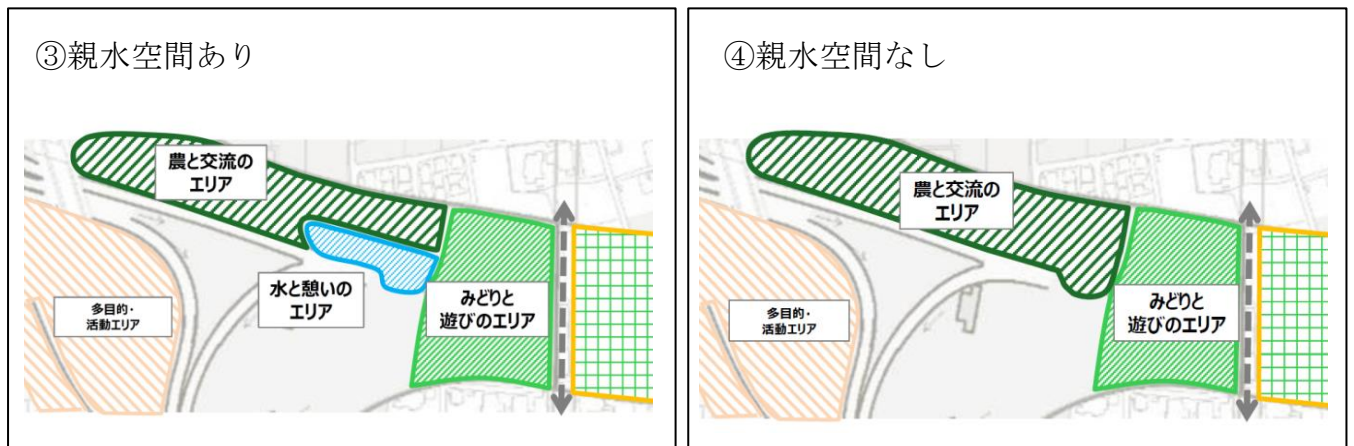 ③親水空間あり
農と交流の
エリア
水と憩いの
エリア
みどりと
遊びのエリア
多目的・
活動エリア
④親水空間なし
農と交流の
エリア
みどりと
遊びのエリア
多目的・
活動エリア